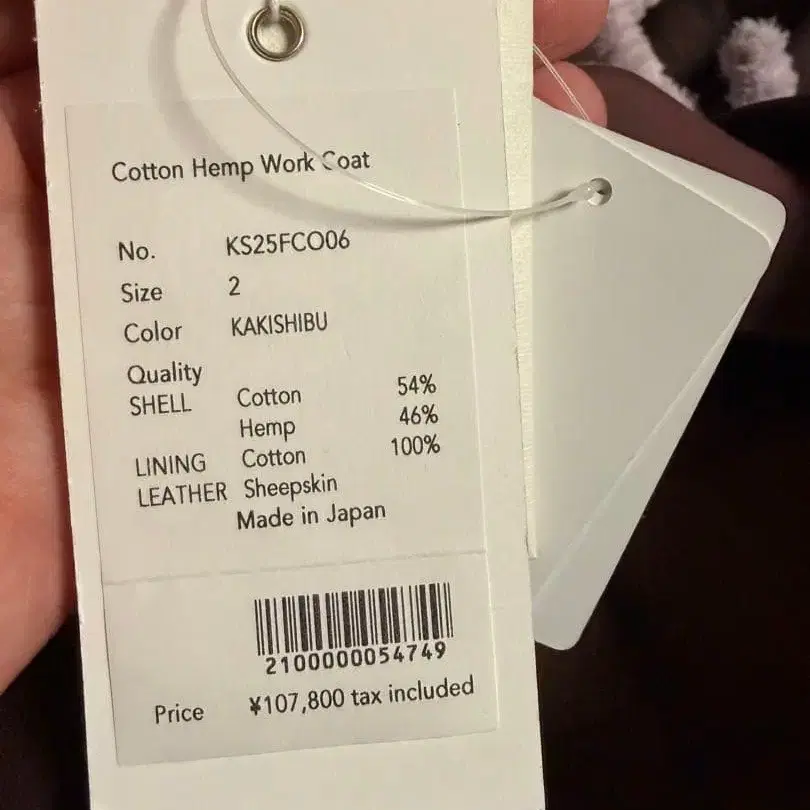 Cotton Hemp Work Coat
No. KS25FCO06
Size 2
Color KAKISHIBU
Quality
SHELL Cotton 54%
Hemp 46%
LINING Cotton 100%
LEATHER Sheepskin
Made in Japan
2100000054749
Price ¥107,800 tax included